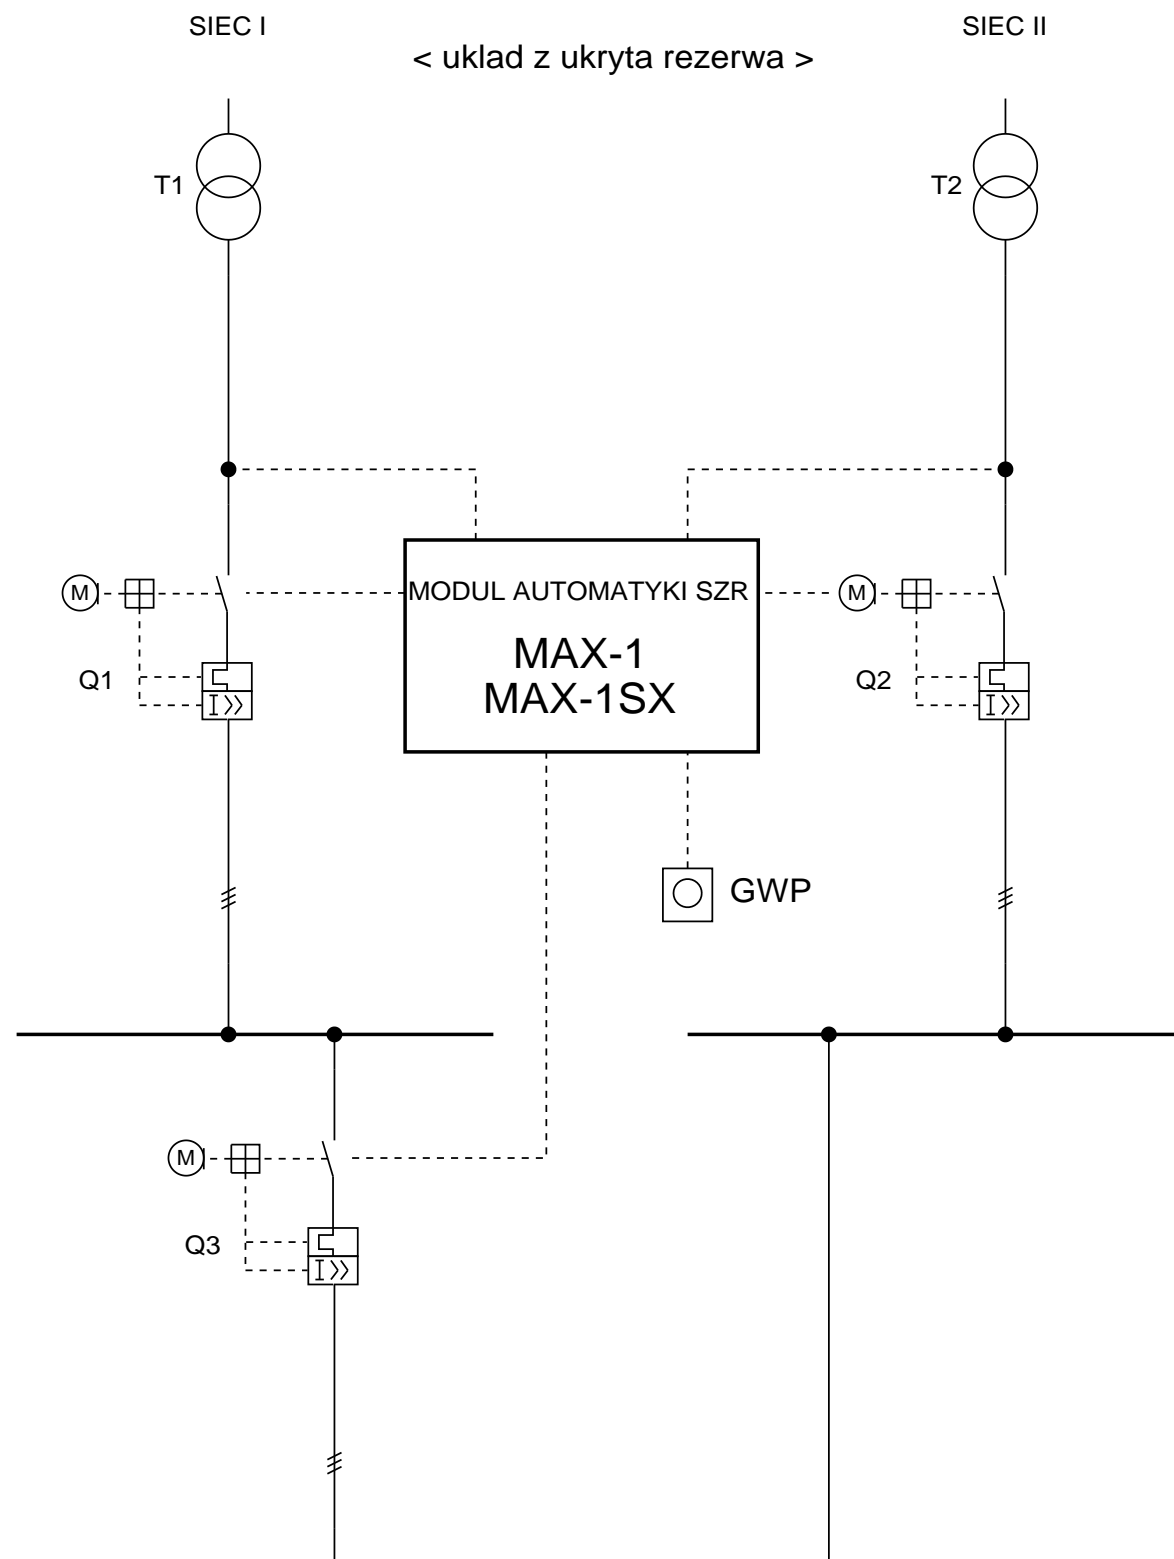 SIEC I
SIEC II
< uklad z ukryta rezerwa >
T1
T2
M
MODUL AUTOMATYKI SZR
M
MAX-1
MAX-1SX
Q1
I >>
Q2
I >>
GWP
M
Q3
I >>